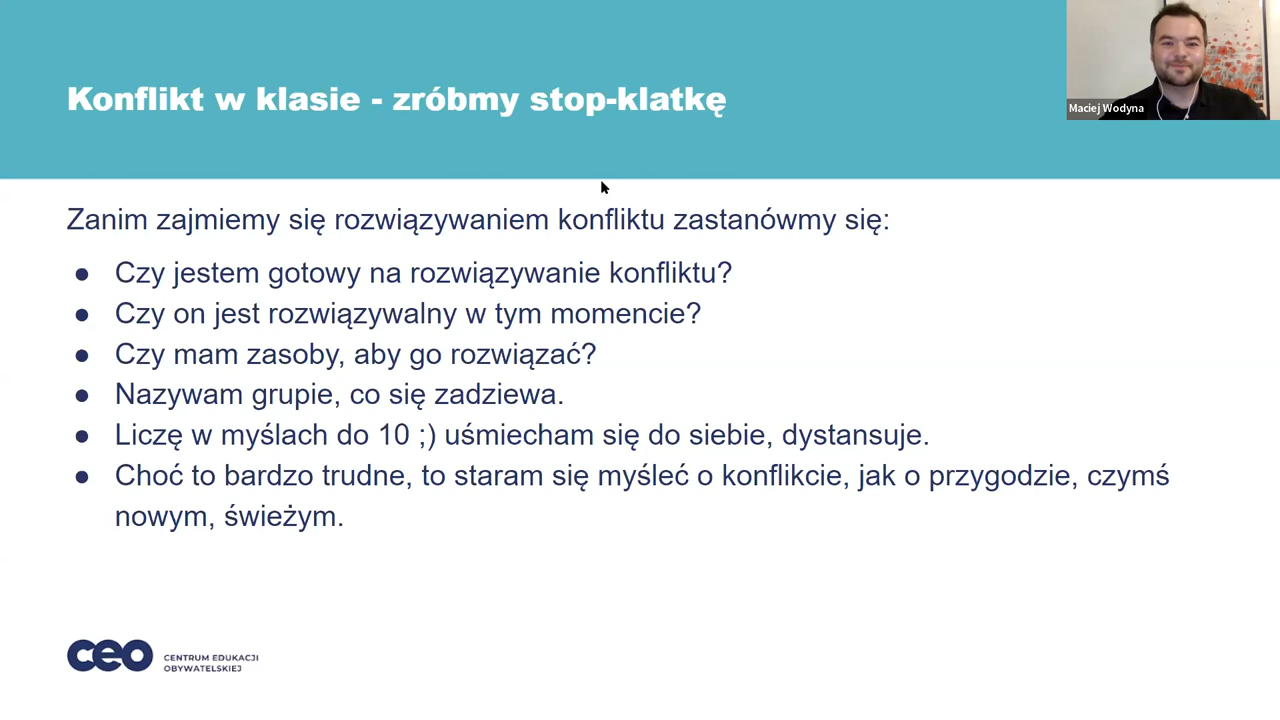 Konflikt w klasie - zróbmy stop-klatkę
Maciej Wodyna
Zanim zajmiemy się rozwiązywaniem konfliktu zastanówmy się:
● Czy jestem gotowy na rozwiązywanie konfliktu?
● Czy on jest rozwiązywalny w tym momencie?
● Czy mam zasoby, aby go rozwiązać?
● Nazywam grupie, co się zadziewa.
● Liczę w myślach do 10 ;) uśmiecham się do siebie, dystansuje.
● Choć to bardzo trudne, to staram się myśleć o konflikcie, jak o przygodzie, czymś
nowym, świeżym.
ceo
CENTRUM EDUKACJI
OBYWATELSKIEJ